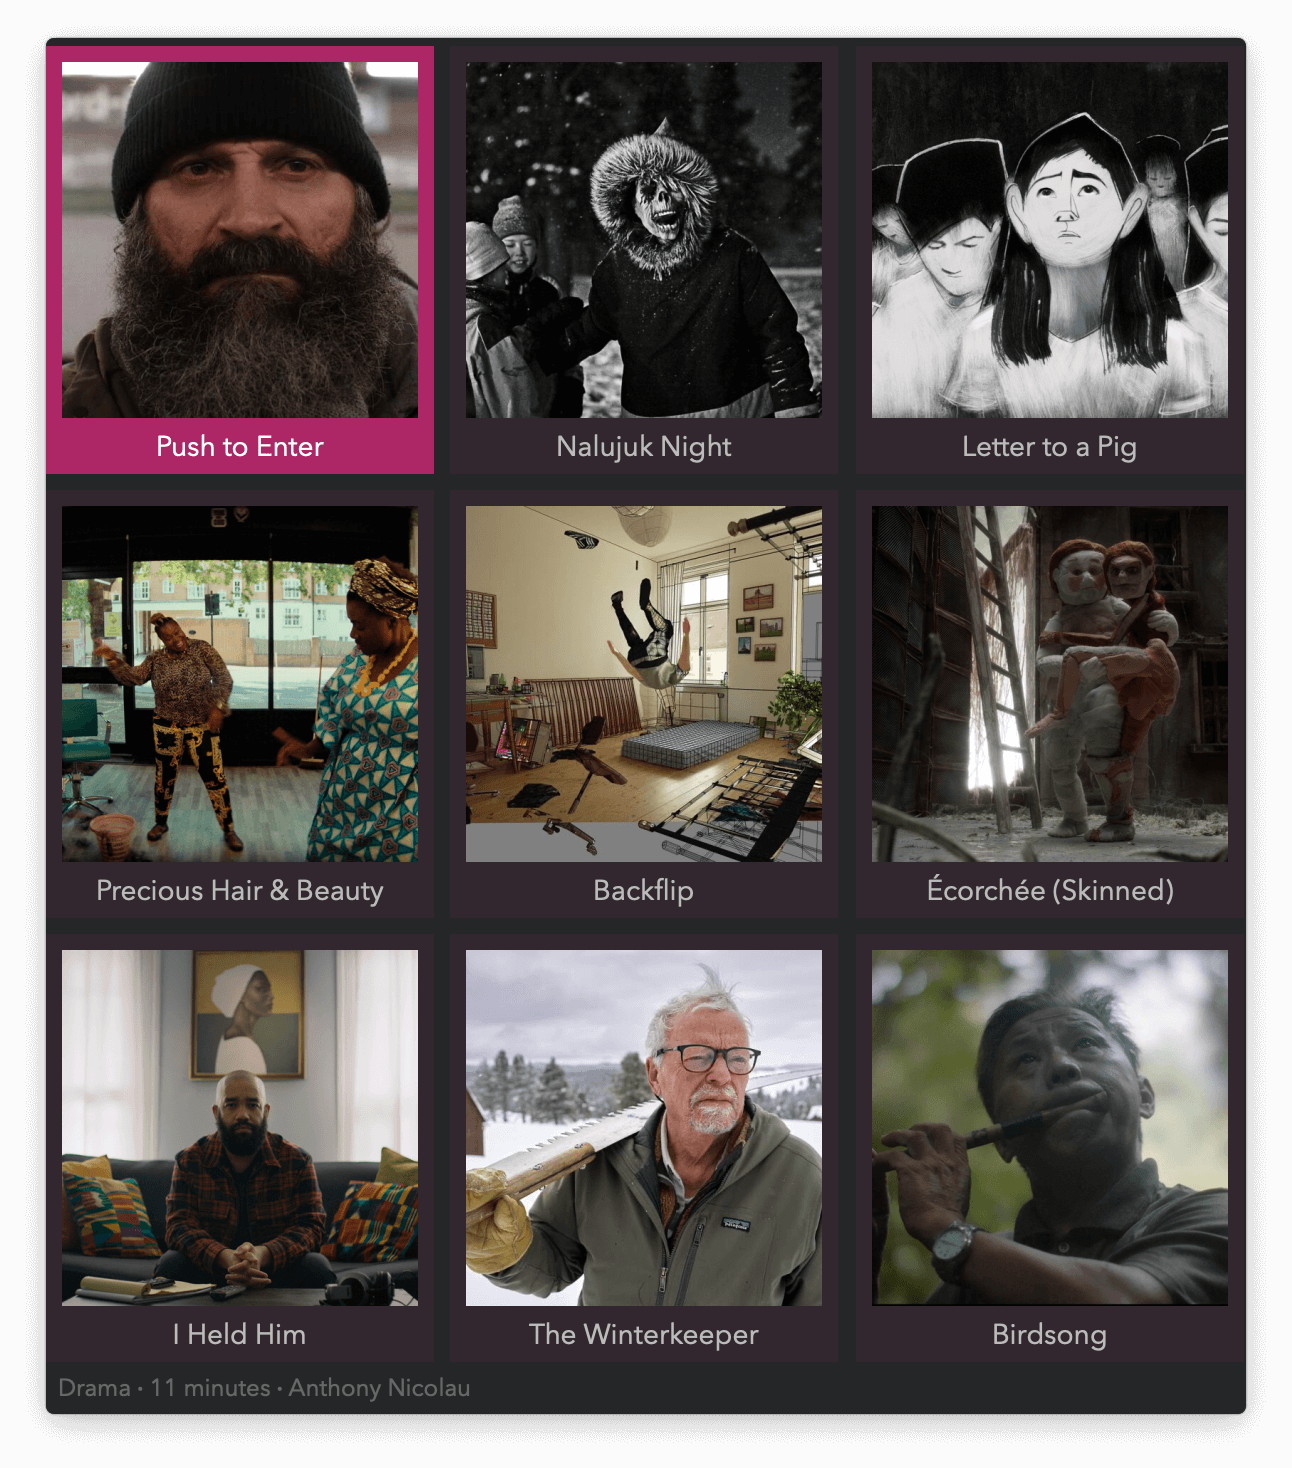 Push to Enter
Nalujuk Night
Letter to a Pig
Precious Hair & Beauty
Backflip
Écorchée (Skinned)
I Held Him
The Winterkeeper
Birdsong
Drama · 11 minutes · Anthony Nicolau